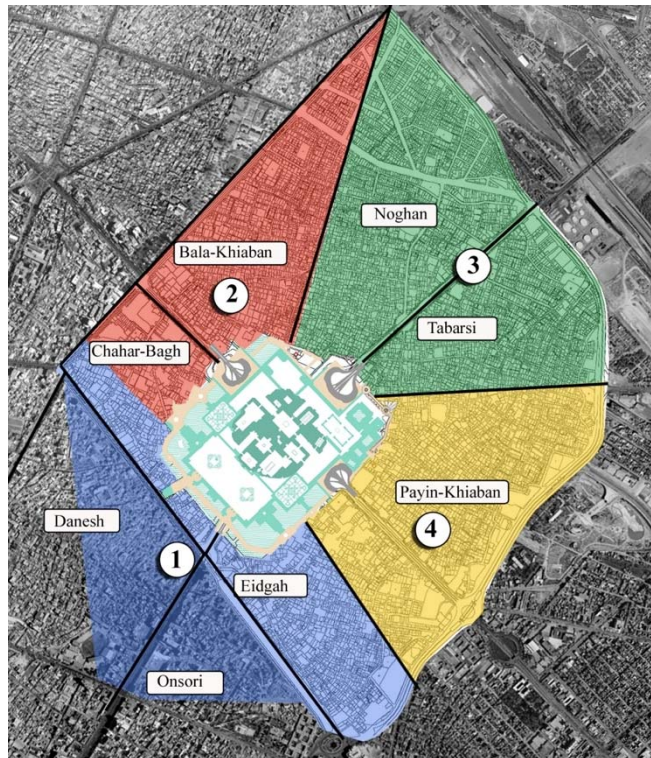 Noghan
Bala-Khiaban
3
2
Tabarsi
Chahar-Bagh
Payin-Khiaban
Danesh
4
1
Eidgah
Onsori